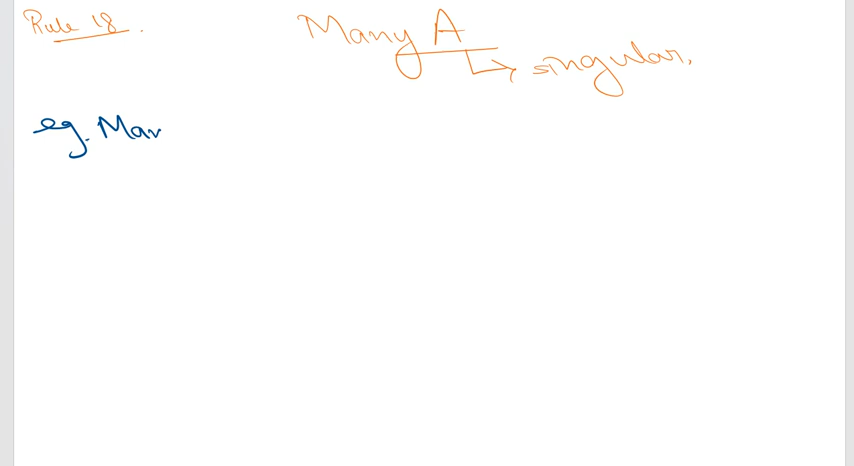 Rule 18.
Many A
→ singular.
eg. Man